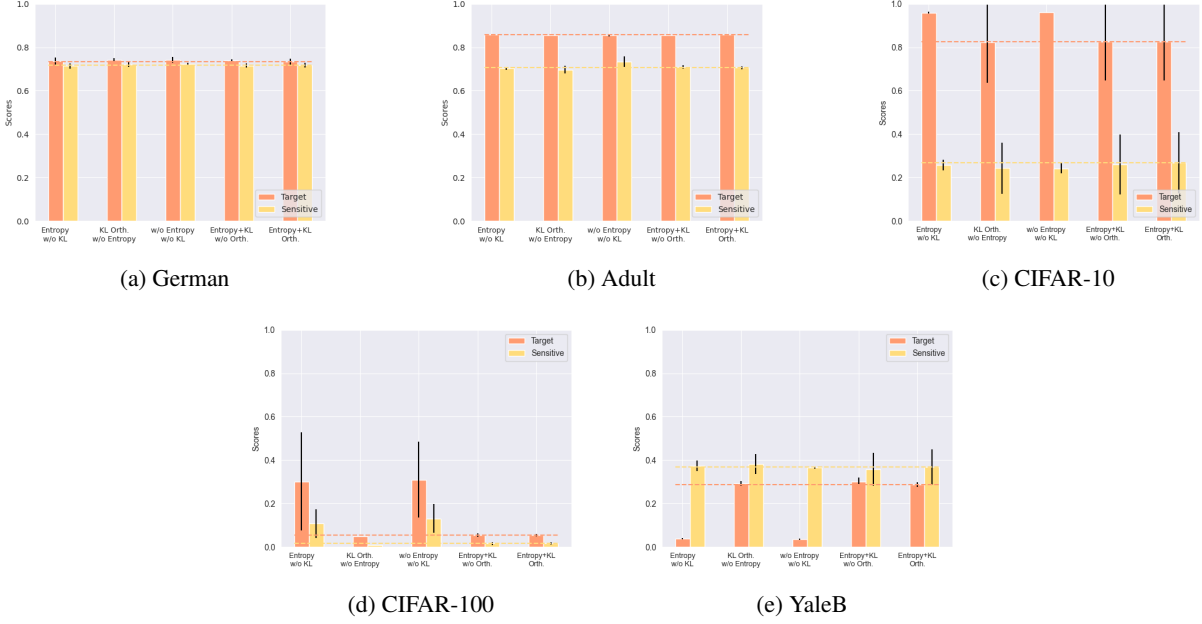 1.0
0.8
0.6
0.4
0.2
0.0
Scores
Target
Sensitive
Entropy w/o KL
KL Orth. w/o Entropy
w/o Entropy w/o KL
Entropy+KL w/o Orth.
Entropy+KL Orth.
(a) German
1.0
0.8
0.6
0.4
0.2
0.0
Scores
Target
Sensitive
Entropy w/o KL
KL Orth. w/o Entropy
w/o Entropy w/o KL
Entropy+KL w/o Orth.
Entropy+KL Orth.
(b) Adult
1.0
0.8
0.6
0.4
0.2
0.0
Scores
Target
Sensitive
Entropy w/o KL
KL Orth. w/o Entropy
w/o Entropy w/o KL
Entropy+KL w/o Orth.
Entropy+KL Orth.
(c) CIFAR-10
1.0
0.8
0.6
0.4
0.2
0.0
Scores
Target
Sensitive
Entropy w/o KL
KL Orth. w/o Entropy
w/o Entropy w/o KL
Entropy+KL w/o Orth.
Entropy+KL Orth.
(d) CIFAR-100
1.0
0.8
0.6
0.4
0.2
0.0
Scores
Target
Sensitive
Entropy w/o KL
KL Orth. w/o Entropy
w/o Entropy w/o KL
Entropy+KL w/o Orth.
Entropy+KL Orth.
(e) YaleB